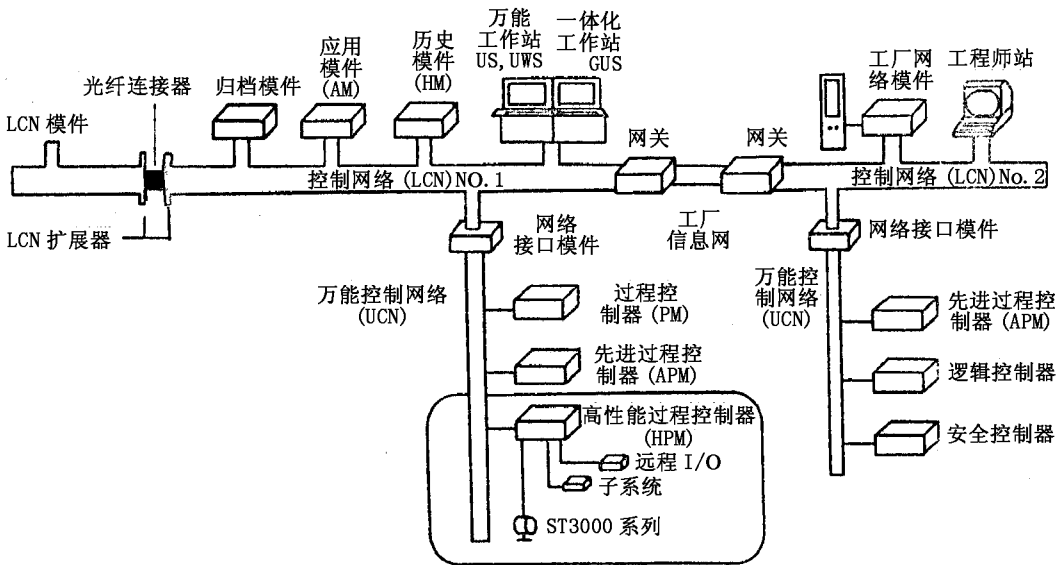 万能
工作站
US,UWS
一体化
工作站
GUS
应用
模件
(AM)
历史
模件
(HM)
工厂网
络模件
工程师站
光纤连接器
归档模件
LCN 模件
网关
网关
控制网络(LCN)NO.1
控制网络(LCN)No.2
LCN 扩展器
网络
接口模件
工厂
信息网
网络接口模件
万能控制网络
(UCN)
过程控
制器(PM)
万能控
制网络
(UCN)
先进过程控
制器(APM)
先进过程控
制器(APM)
逻辑控制器
高性能过程控制器
(HPM)
安全控制器
远程 I/O
子系统
ST3000 系列